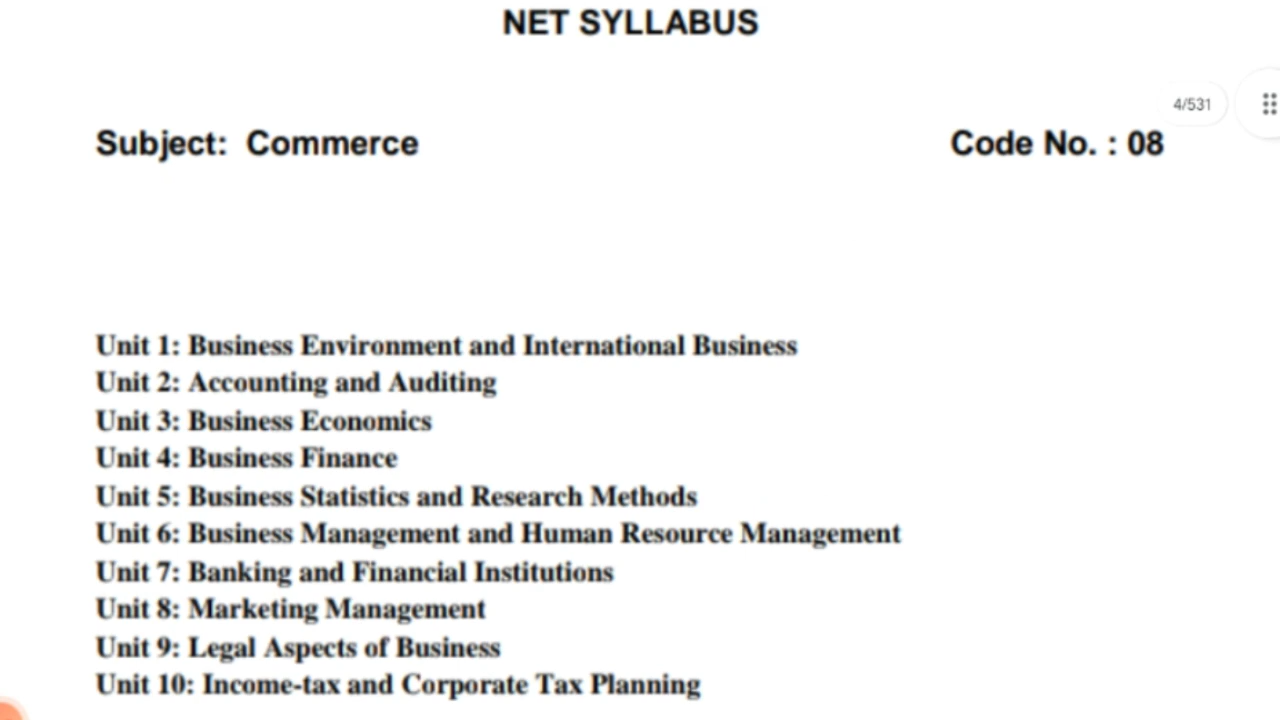 NET SYLLABUS
4/531
Subject: Commerce Code No. : 08
Unit 1: Business Environment and International Business
Unit 2: Accounting and Auditing
Unit 3: Business Economics
Unit 4: Business Finance
Unit 5: Business Statistics and Research Methods
Unit 6: Business Management and Human Resource Management
Unit 7: Banking and Financial Institutions
Unit 8: Marketing Management
Unit 9: Legal Aspects of Business
Unit 10: Income-tax and Corporate Tax Planning